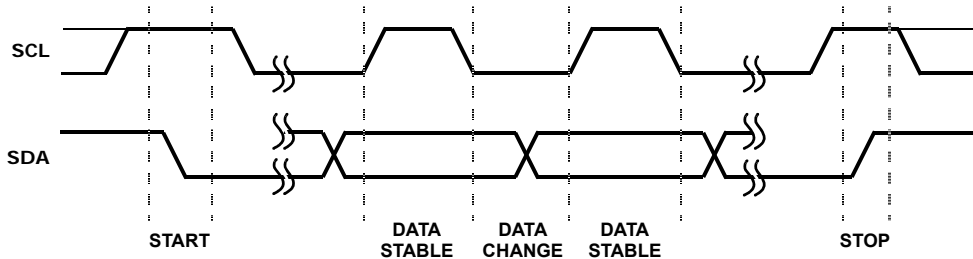 SCL
SDA
START
DATA
STABLE
DATA
CHANGE
DATA
STABLE
STOP